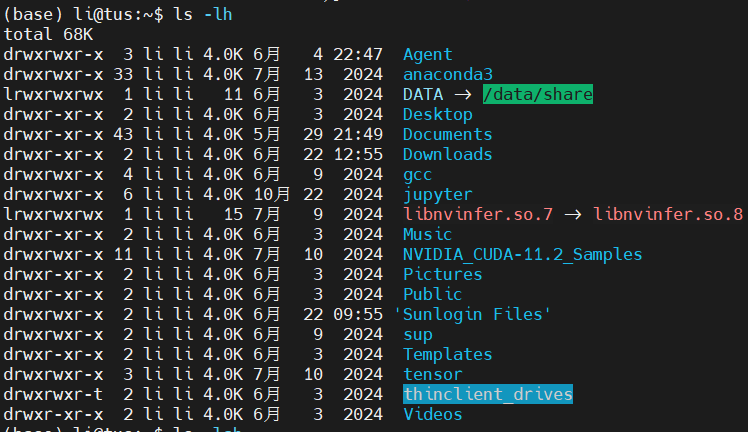 (base) li@tus:~$ ls -lh
total 68K
drwxrwxr-x  3 li li 4.0K 6月   4 22:47  Agent
drwxrwxr-x 33 li li 4.0K 7月  13  2024  anaconda3
lrwxrwxrwx  1 li li   11 6月   3  2024  DATA -> /data/share
drwxr-xr-x  2 li li 4.0K 6月   3  2024  Desktop
drwxr-xr-x 43 li li 4.0K 5月  29 21:49  Documents
drwxr-xr-x  2 li li 4.0K 6月  22 12:55  Downloads
drwxr-xr-x  4 li li 4.0K 6月   9  2024  gcc
drwxrwxr-x  6 li li 4.0K 10月 22  2024  jupyter
lrwxrwxrwx  1 li li   15 7月   9  2024  libnvinfer.so.7 -> libnvinfer.so.8
drwxr-xr-x  2 li li 4.0K 6月   3  2024  Music
drwxrwxr-x 11 li li 4.0K 7月  10  2024  NVIDIA_CUDA-11.2_Samples
drwxr-xr-x  2 li li 4.0K 6月   3  2024  Pictures
drwxr-xr-x  2 li li 4.0K 6月   3  2024  Public
drwxr-xr-x  2 li li 4.0K 6月  22 09:55 'Sunlogin Files'
drwxrwxr-x  2 li li 4.0K 6月   9  2024  sup
drwxr-xr-x  2 li li 4.0K 6月   3  2024  Templates
drwxrwxr-x  3 li li 4.0K 7月  10  2024  tensor
drwxrwxr-t  2 li li 4.0K 6月   3  2024  thinclient_drives
drwxr-xr-x  2 li li 4.0K 6月   3  2024  Videos
(base) li@tus:~$ ls